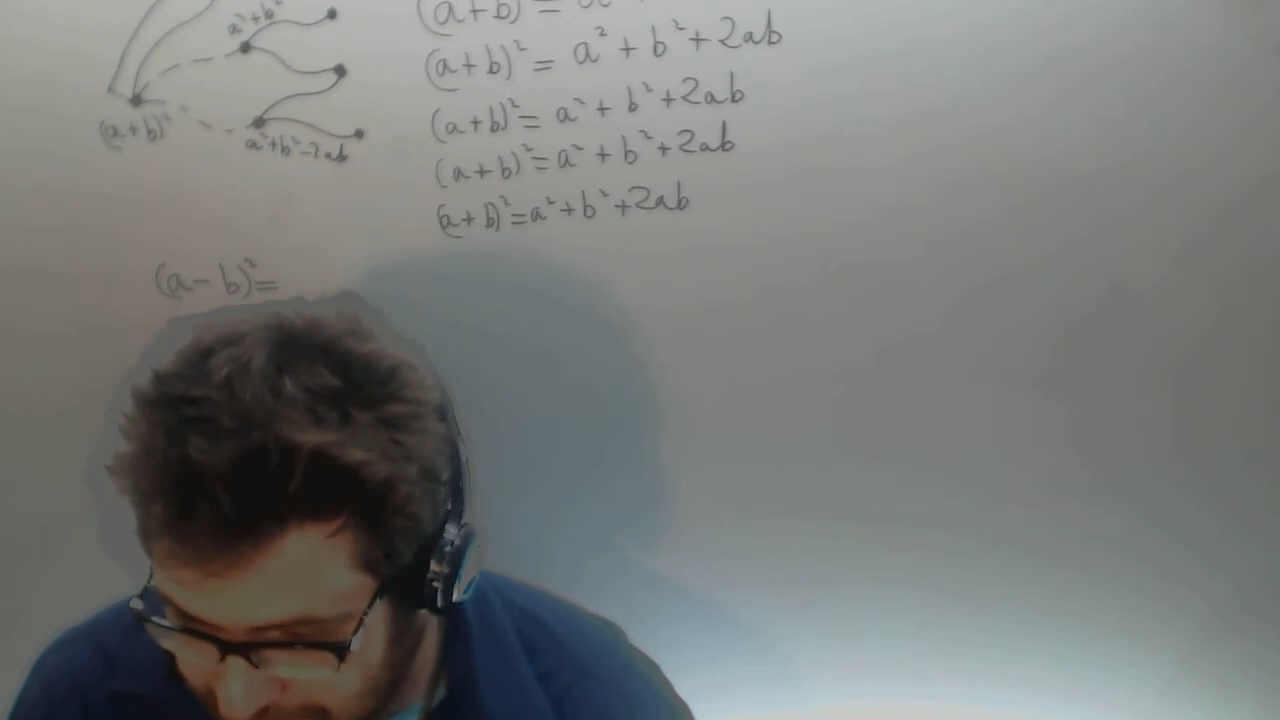 a²+b²
(a+b)²
a²+b²-2ab
(a+b) =
(a+b)² = a² + b² + 2ab
(a+b)² = a² + b² + 2ab
(a+b)² = a² + b² + 2ab
(a+b)² = a² + b² + 2ab
(a-b)² =